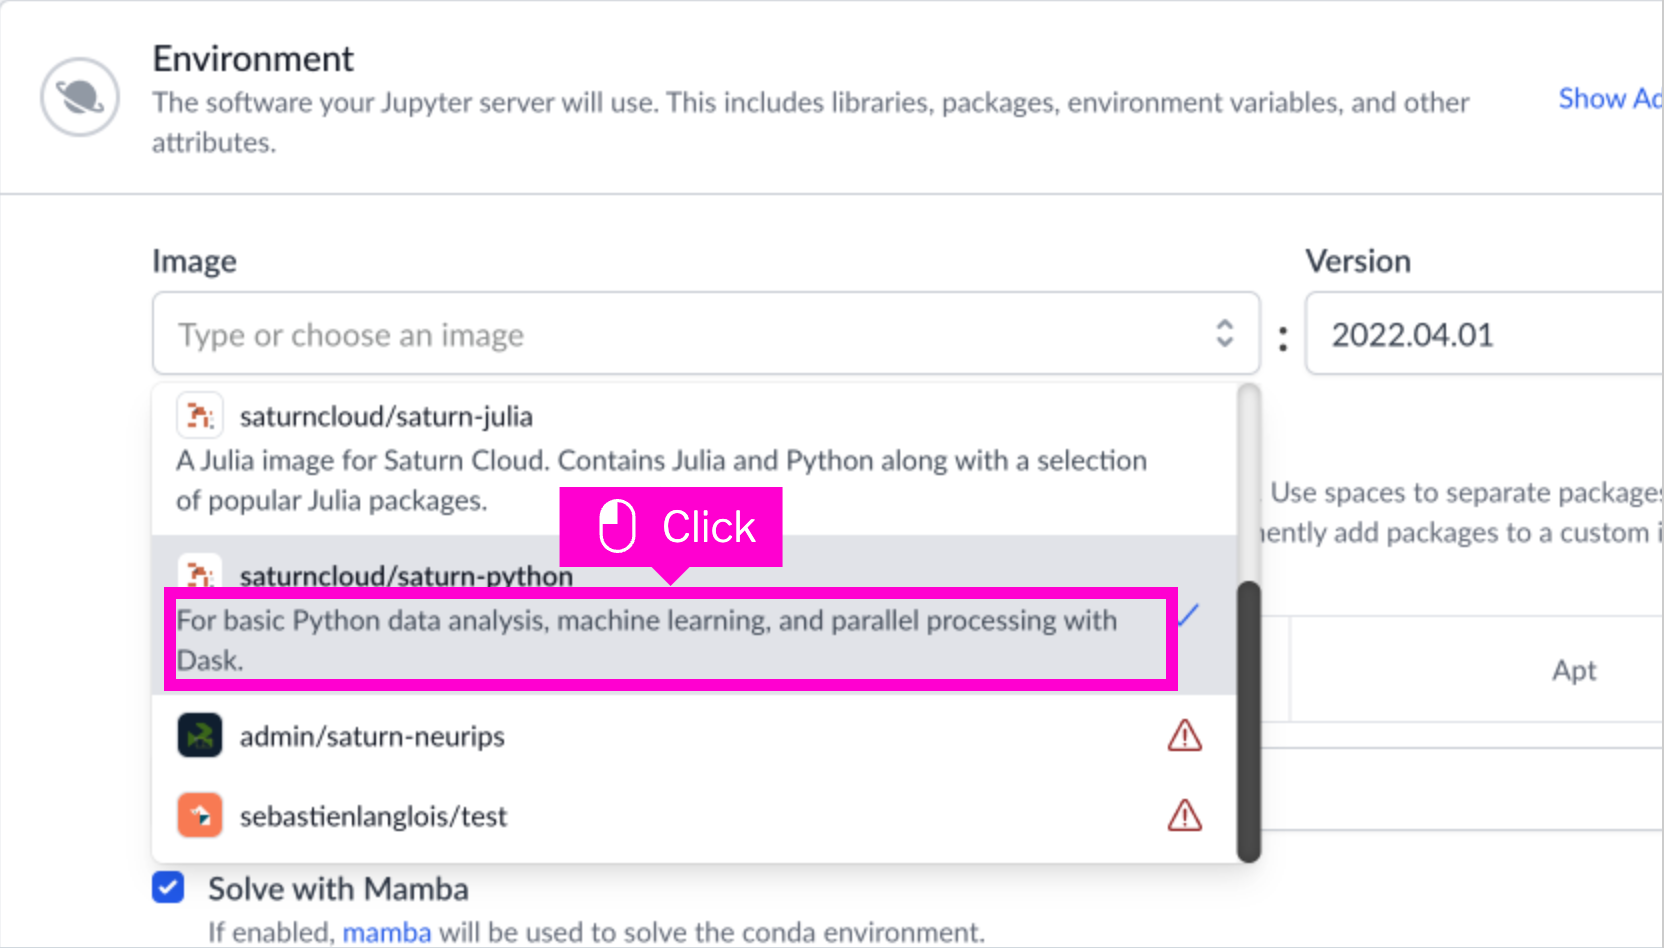 Environment
The software your Jupyter server will use. This includes libraries, packages, environment variables, and other
attributes.
Show
Image
Version
Type or choose an image
:
2022.04.01
saturncloud/saturn-julia
A Julia image for Saturn Cloud. Contains Julia and Python along with a selection
of popular Julia packages.
Use spaces to separate packages
add packages to a custom
Click
saturncloud/saturn-python
For basic Python data analysis, machine learning, and parallel processing with
Dask.
Apt
admin/saturn-neurips
sebastienlanglois/test
Solve with Mamba
If enabled, mamba will be used to solve the conda environment.